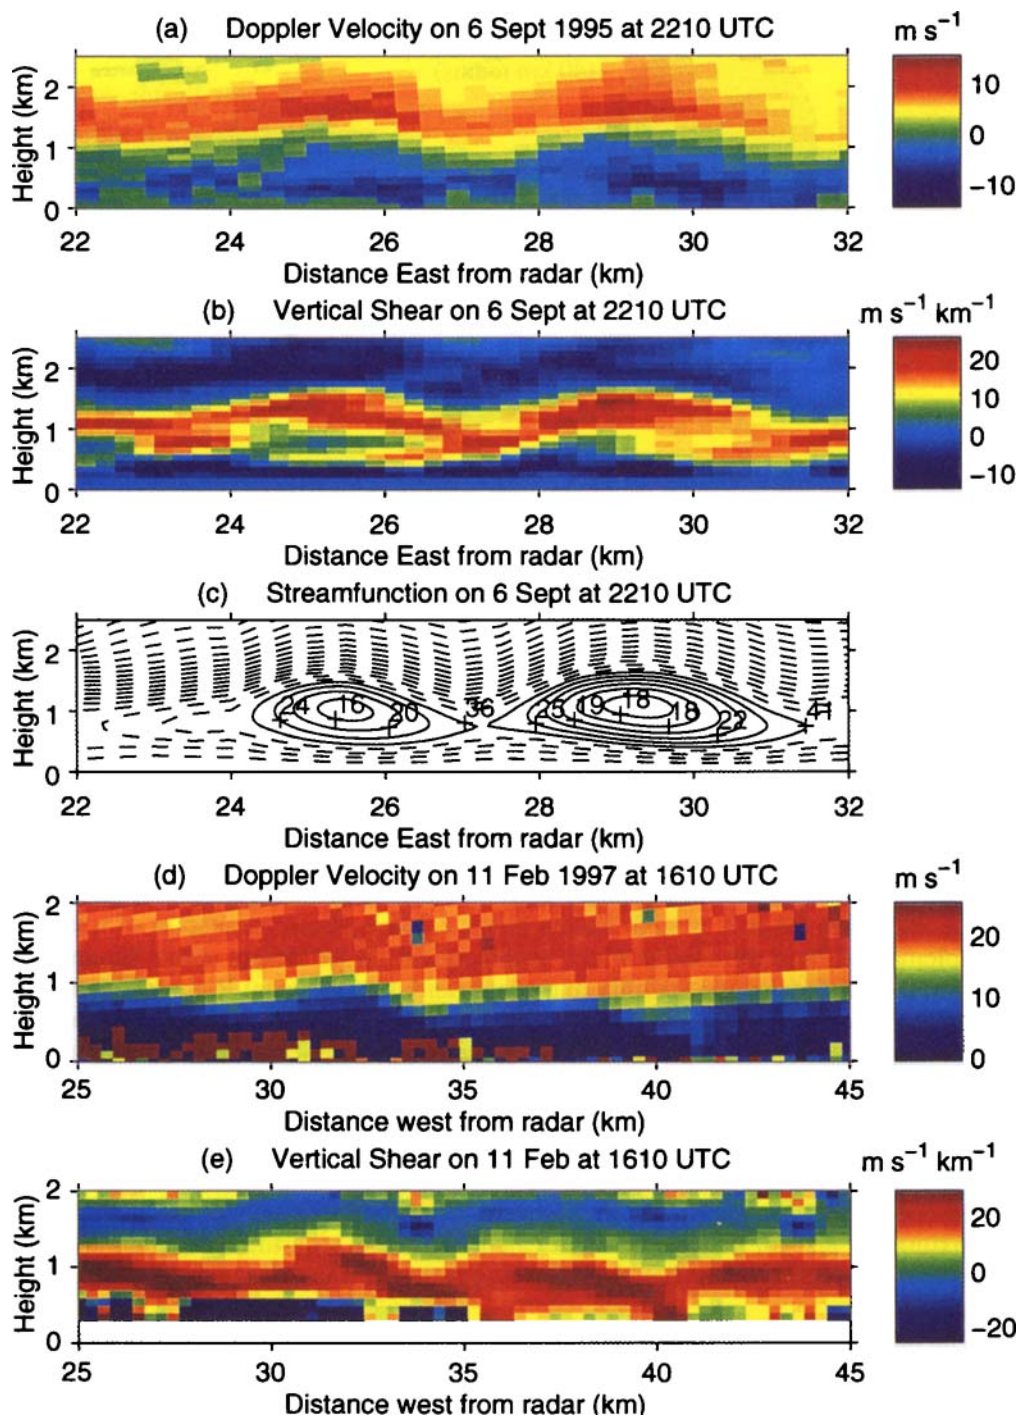 (a) Doppler Velocity on 6 Sept 1995 at 2210 UTC
m s⁻¹
Height (km)
2
1
0
10
0
−10
22 24 26 28 30 32
Distance East from radar (km)
(b) Vertical Shear on 6 Sept at 2210 UTC
m s⁻¹ km⁻¹
Height (km)
2
1
0
20
10
0
−10
22 24 26 28 30 32
Distance East from radar (km)
(c) Streamfunction on 6 Sept at 2210 UTC
Height (km)
2
1
0
24 16 20 36 25 19 18 18 22 41
22 24 26 28 30 32
Distance East from radar (km)
(d) Doppler Velocity on 11 Feb 1997 at 1610 UTC
m s⁻¹
Height (km)
2
1
0
20
10
0
25 30 35 40 45
Distance west from radar (km)
(e) Vertical Shear on 11 Feb at 1610 UTC
m s⁻¹ km⁻¹
Height (km)
2
1
0
20
10
0
−20
25 30 35 40 45
Distance west from radar (km)